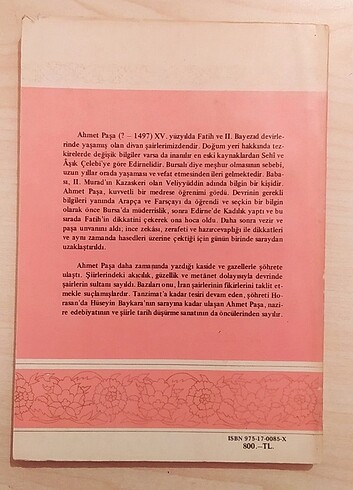 Ahmet Paşa (? — 1497) XV. yüzyılda Fatih ve II. Bayezad devirle-
rinde yaşamış olan divan şairlerimizdendir. Doğum yeri hakkında tez-
kirelerde değişik bilgiler varsa da inanılır en eski kaynaklardan Sehî ve
Âşık Çelebi'ye göre Edirnelidir. Bursalı diye meşhur olmasının sebebi,
uzun yıllar orada yaşaması ve vefat etmesinden ileri gelmektedir. Baba-
sı, II. Murad'ın Kazaskeri olan Veliyyüddin adında bilgin bir kişidir.
Ahmet Paşa, kuvvetli bir medrese öğrenimi gördü. Devrinin gerekli
bilgileri yanında Arapça ve Farsçayı da öğrendi ve seçkin bir bilgin
olarak önce Bursa'da müderrislik, sonra Edirne'de Kadılık yaptı ve bu
sırada Fatih'in dikkatini çekerek ona hoca oldu. Daha sonra vezir ve
paşa unvanını aldı; ince zekâsı, zerafeti ve hazırcevaplığı ile dikkatleri
ve aynı zamanda hasedleri üzerine çektiği için günün birinde saraydan
uzaklaştırıldı.
Ahmet Paşa daha zamanında yazdığı kaside ve gazellerle şöhrete
ulaştı. Şiirlerindeki akıcılık, güzellik ve metânet dolayısıyla devrinde
şairlerin sultanı sayıldı. Bazıları onu, İran şairlerinin fikirlerini taklit et-
mekle suçlamışlardır. Tanzimat'a kadar tesiri devam eden, şöhreti Ho-
rasan'da Hüseyin Baykara'nın sarayına kadar ulaşan Ahmet Paşa, nazi-
re edebiyatının ve şiirle tarih düşürme sanatının da öncülerinden sayılır.
ISBN 975-17-0085-X
800.—TL.